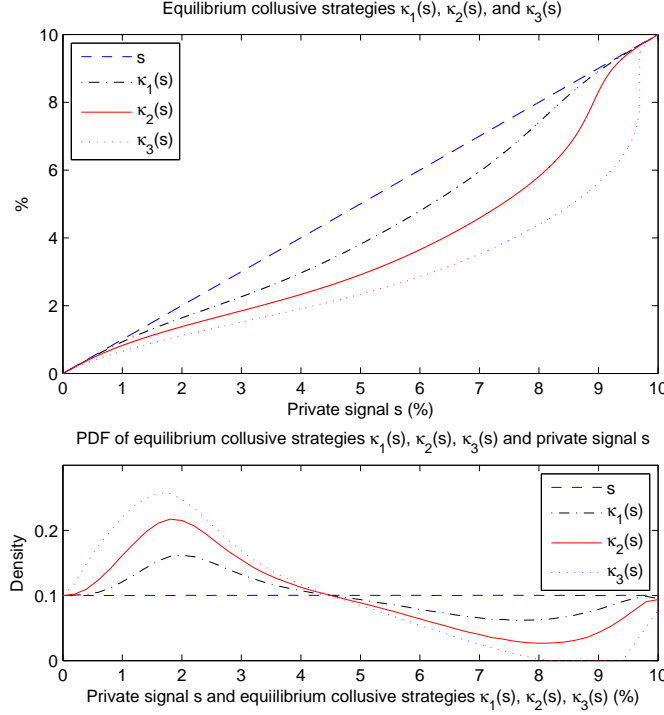 Equilibrium collusive strategies κ₁(s), κ₂(s), and κ₃(s)
10
8
6
4
2
0
%
s
κ₁(s)
κ₂(s)
κ₃(s)
0 1 2 3 4 5 6 7 8 9 10
Private signal s (%)
PDF of equilibrium collusive strategies κ₁(s), κ₂(s), κ₃(s) and private signal s
0.2
0.1
0
Density
s
κ₁(s)
κ₂(s)
κ₃(s)
0 1 2 3 4 5 6 7 8 9 10
Private signal s and equiilibrium collusive strategies κ₁(s), κ₂(s), κ₃(s) (%)